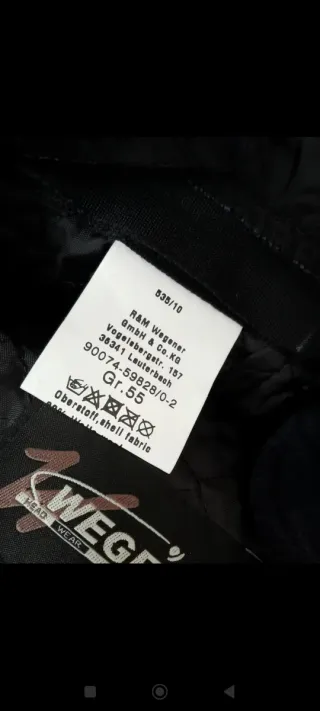 535/10
R&M Wegener
GmbH & Co.KG
Vogelsbergstr. 157
36341 Lauterbach
90074-59828/0-2
Gr.55
Oberstoff,shell fabric
WEGE
HEAD WEAR